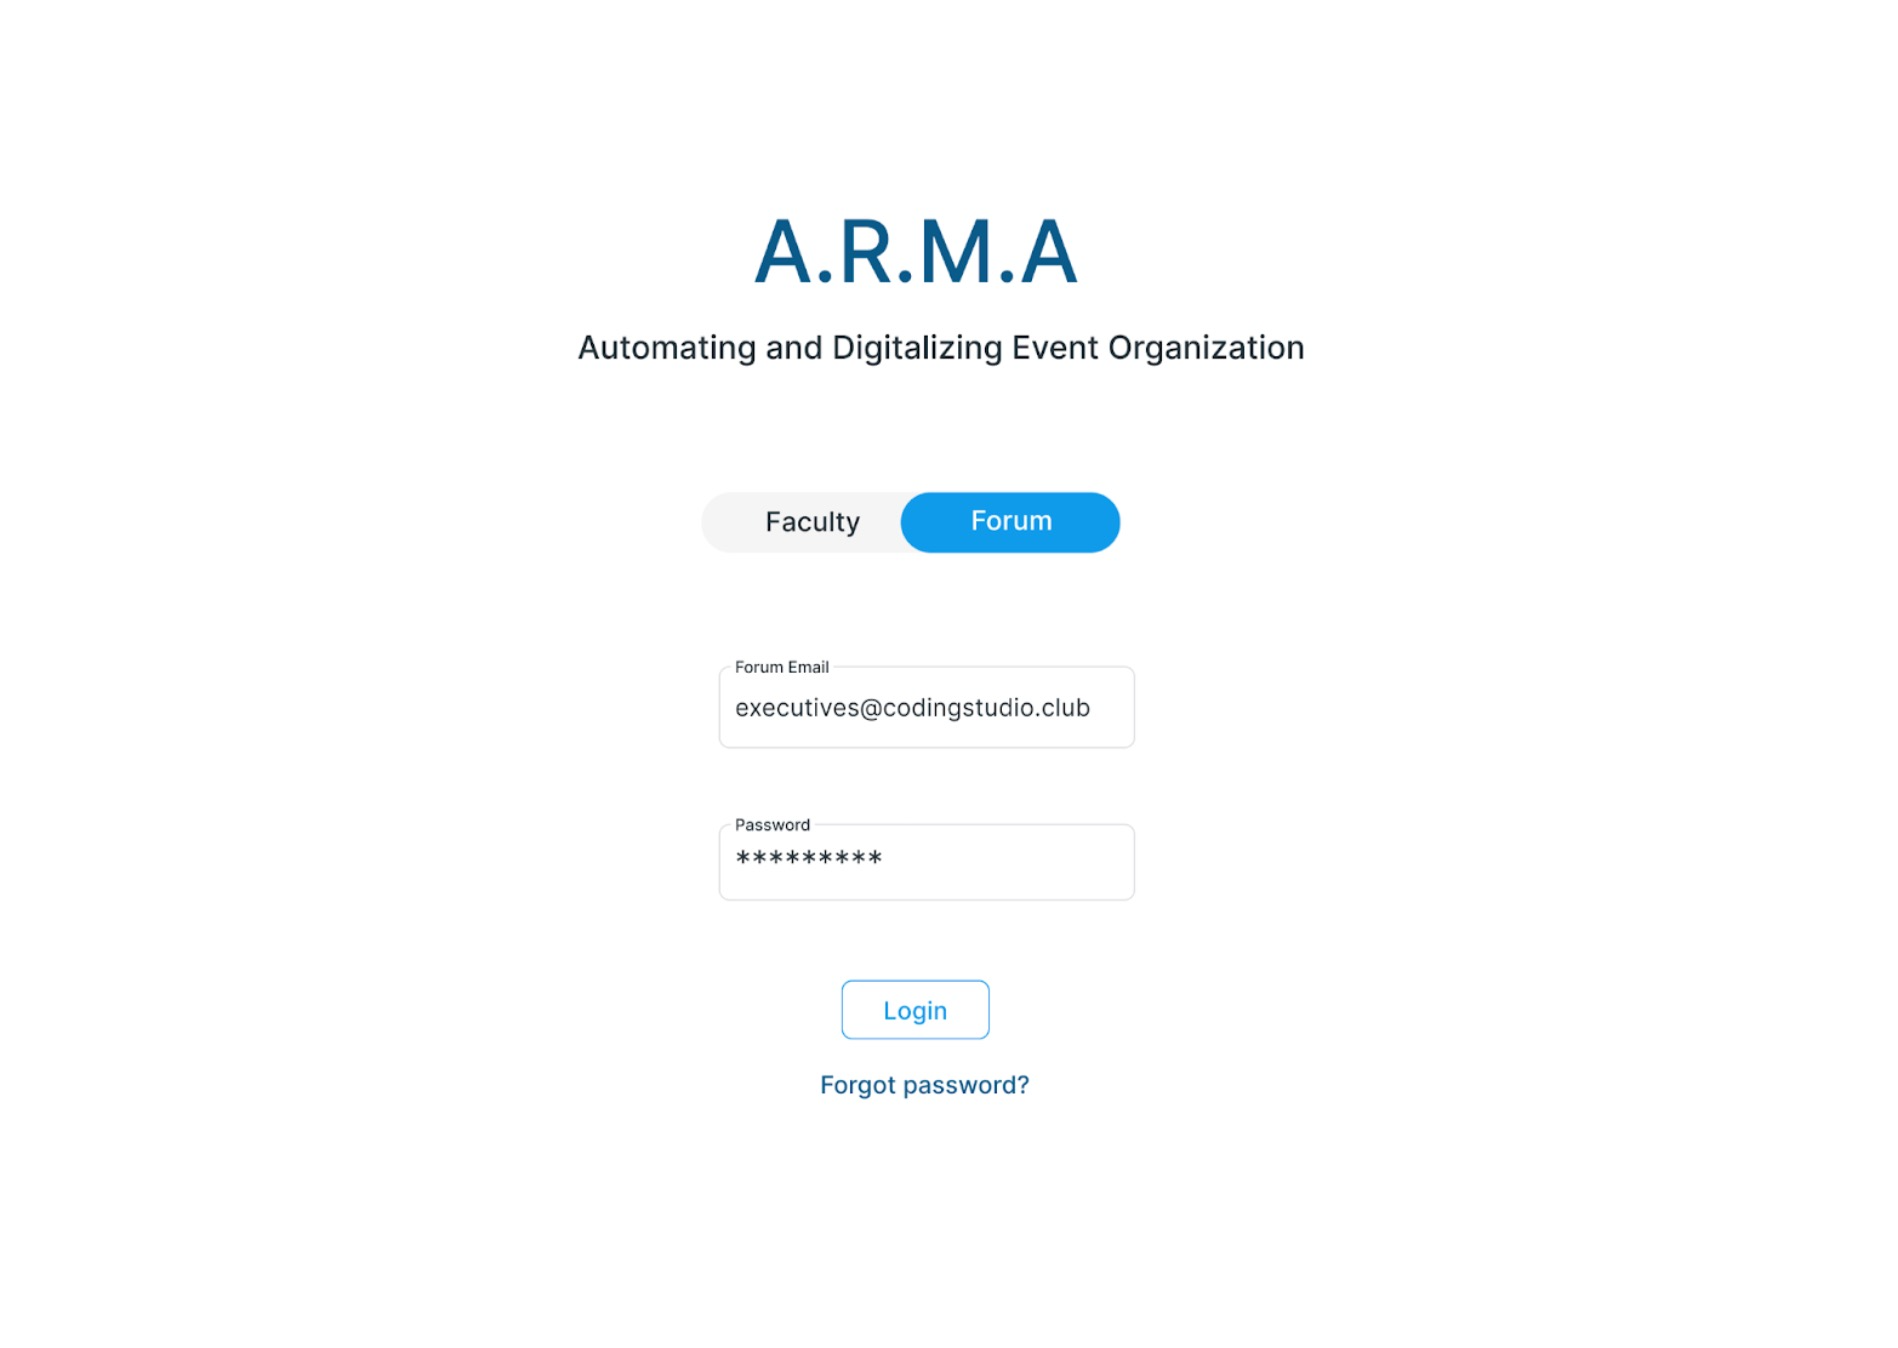 A.R.M.A
Automating and Digitalizing Event Organization
Faculty
Forum
Forum Email
executives@codingstudio.club
Password
*********
Login
Forgot password?